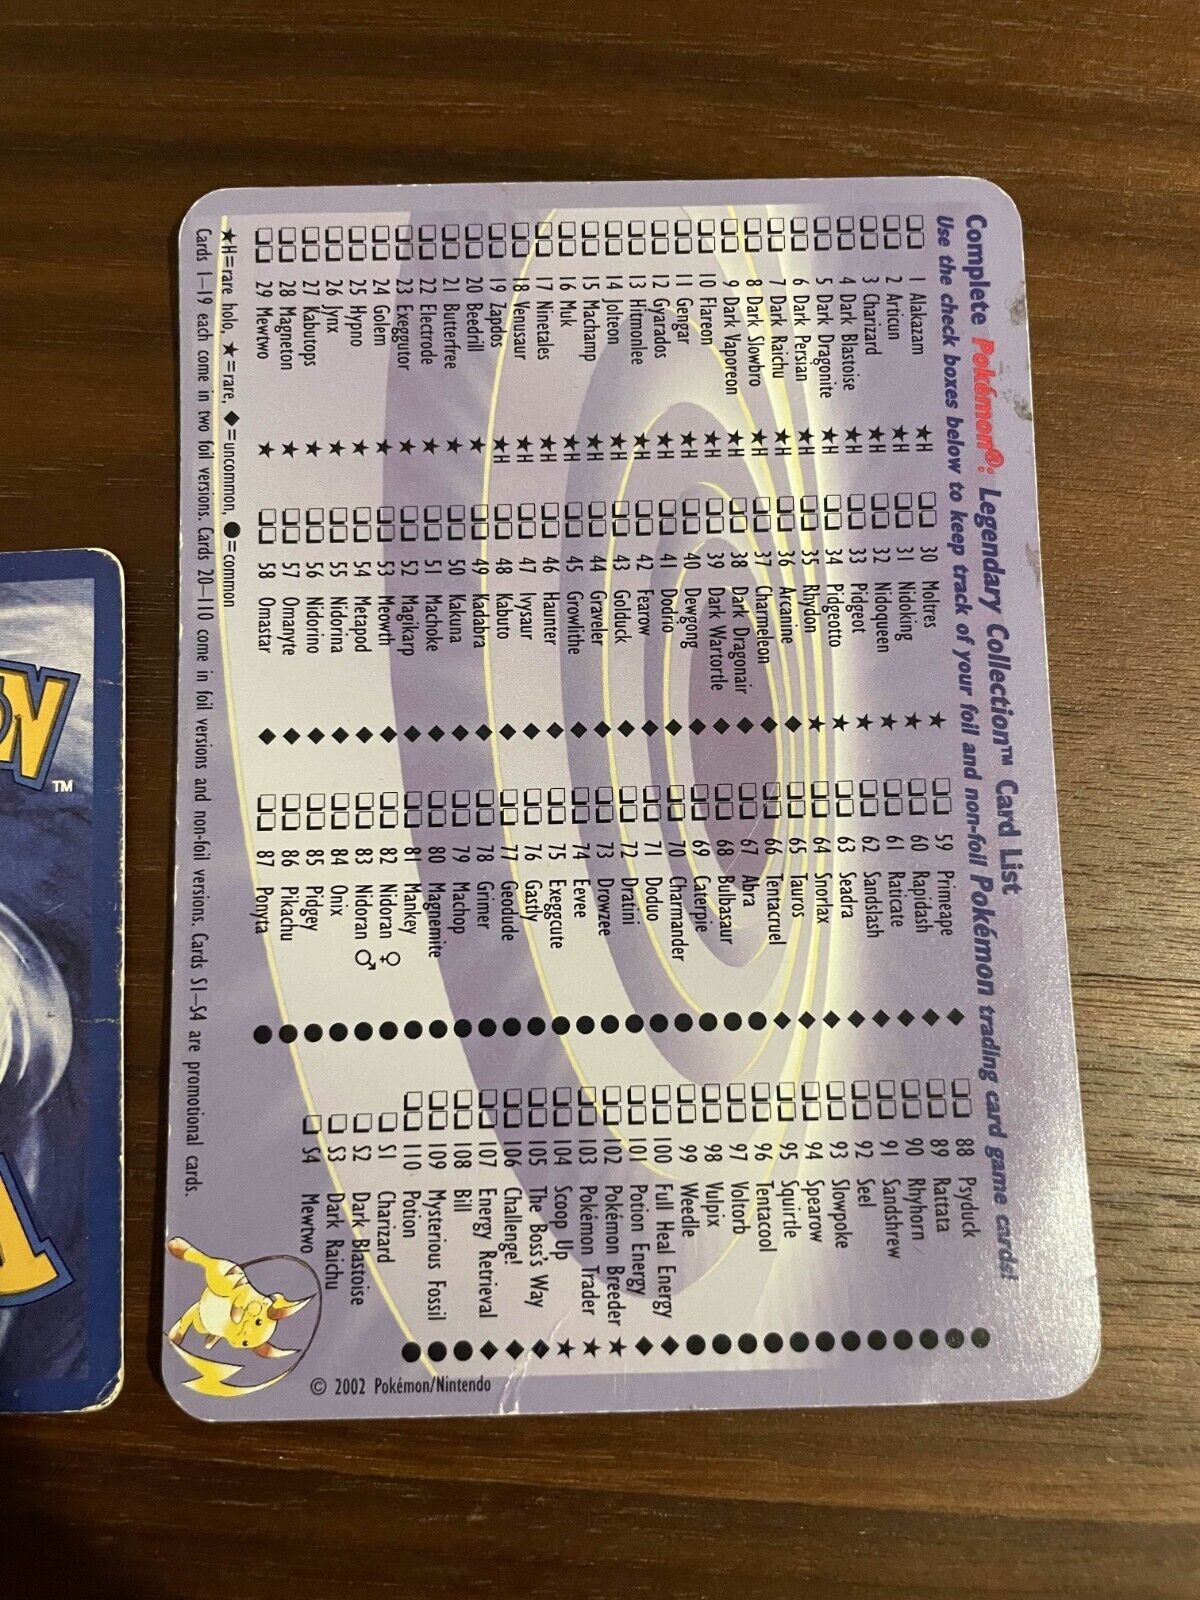 Complete Pokémon®: Legendary Collection™ Card List
Use the check boxes below to keep track of your foil and non-foil Pokémon trading card game cards!
1 Alakazam ★H
2 Articun ★H
3 Charizard ★H
4 Dark Blastoise ★H
5 Dark Dragonite ★H
6 Dark Persian ★H
7 Dark Raichu ★H
8 Dark Slowbro ★H
9 Dark Vaporeon ★H
10 Flareon ★H
11 Gengar ★H
12 Gyarados ★H
13 Hitmonlee ★H
14 Jolteon ★H
15 Machamp ★H
16 Muk ★H
17 Ninetales ★H
18 Venusaur ★H
19 Zapdos ★H
20 Beedrill ★
21 Butterfree ★
22 Electrode ★
23 Exeggutor ★
24 Golem ★
25 Hypno ★
26 Jynx ★
27 Kabutops ★
28 Magneton ★
29 Mewtwo ★
30 Moltres ★
31 Nidoking ★
32 Nidoqueen ★
33 Pidgeot ★
34 Pidgeotto ★
35 Rhydon ★
36 Arcanine ◆
37 Charmeleon ◆
38 Dark Dragonair ◆
39 Dark Wartortle ◆
40 Dewgong ◆
41 Dodrio ◆
42 Fearow ◆
43 Golduck ◆
44 Graveler ◆
45 Growlithe ◆
46 Haunter ◆
47 Ivysaur ◆
48 Kabuto ◆
49 Kadabra ◆
50 Kakuna ◆
51 Machoke ◆
52 Magikarp ◆
53 Meowth ◆
54 Metapod ◆
55 Nidorina ◆
56 Nidorino ◆
57 Omanyte ◆
58 Omastar ◆
59 Primeape ◆
60 Rapidash ◆
61 Raticate ◆
62 Sandslash ◆
63 Seadra ◆
64 Snorlax ◆
65 Tauros ◆
66 Tentacruel ◆
67 Abra ●
68 Bulbasaur ●
69 Caterpie ●
70 Charmander ●
71 Doduo ●
72 Dratini ●
73 Drowzee ●
74 Eevee ●
75 Exeggcute ●
76 Gastly ●
77 Geodude ●
78 Grimer ●
79 Machop ●
80 Magnemite ●
81 Mankey ●
82 Nidoran ♀ ●
83 Nidoran ♂ ●
84 Onix ●
85 Pidgey ●
86 Pikachu ●
87 Ponyta ●
88 Psyduck ●
89 Rattata ●
90 Rhyhorn ●
91 Sandshrew ●
92 Seel ●
93 Slowpoke ●
94 Spearow ●
95 Squirtle ●
96 Tentacool ●
97 Voltorb ●
98 Vulpix ●
99 Weedle ●
100 Full Heal Energy ◆
101 Potion Energy ◆
102 Pokémon Breeder ★
103 Pokémon Trader ★
104 Scoop Up ★
105 The Boss's Way ◆
106 Challenge! ◆
107 Energy Retrieval ◆
108 Bill ●
109 Mysterious Fossil ●
110 Potion ●
S1 Charizard
S2 Dark Blastoise
S3 Dark Raichu
S4 Mewtwo
★H=rare holo, ★=rare, ◆=uncommon, ●=common
Cards 1–19 each come in two foil versions. Cards 20–110 come in foil versions and non-foil versions. Cards S1–S4 are promotional cards.
© 2002 Pokémon/Nintendo
™